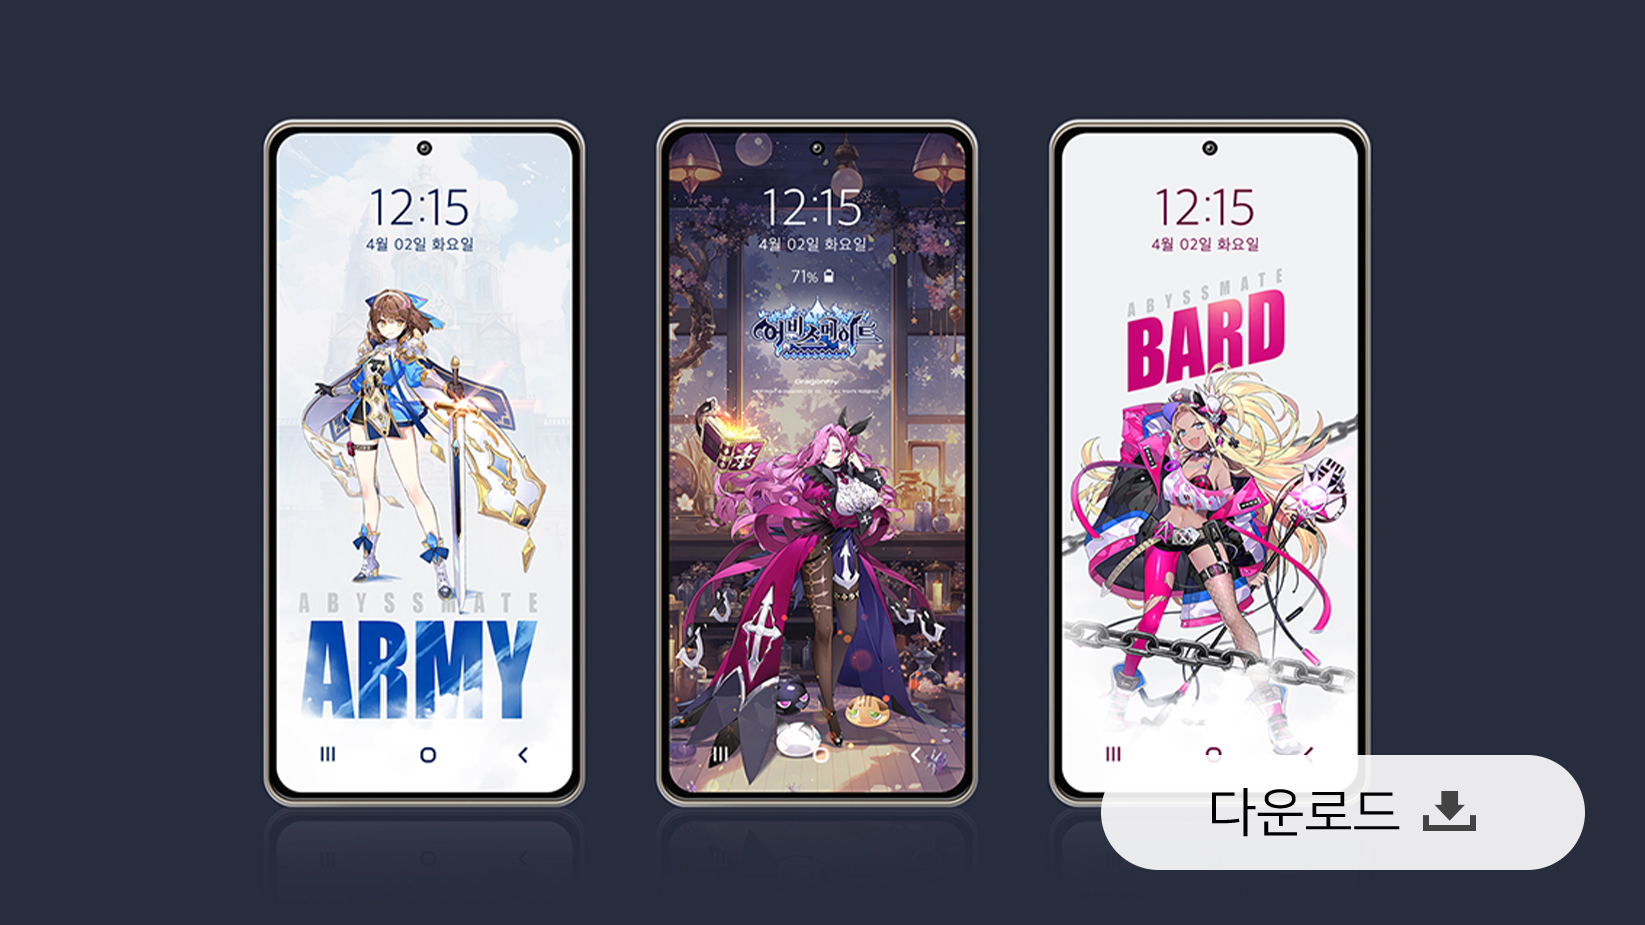 12:15
4월 02일 화요일
ABYSSMATE
ARMY
12:15
4월 02일 화요일
71%
어비스메이트
Dragonfly
12:15
4월 02일 화요일
ABYSSMATE
BARD
다운로드